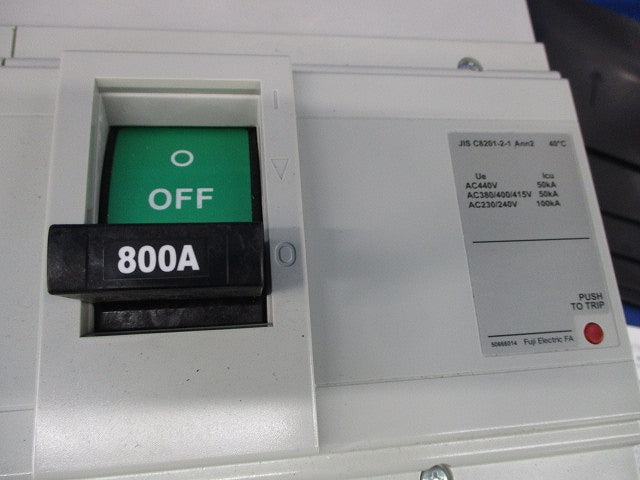 O
OFF
800A
I
▽
O
JIS C8201-2-1 Ann2 40°C
Ue Icu
AC440V 50kA
AC380/400/415V 50kA
AC230/240V 100kA
PUSH
TO TRIP
Fuji Electric FA